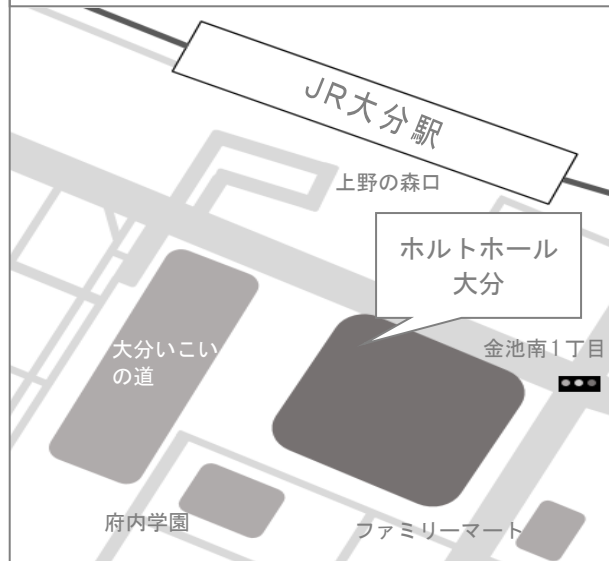 JR大分駅
上野の森口
ホルトホール
大分
大分いこい
の道
金池南1丁目
府内学園
ファミリーマート